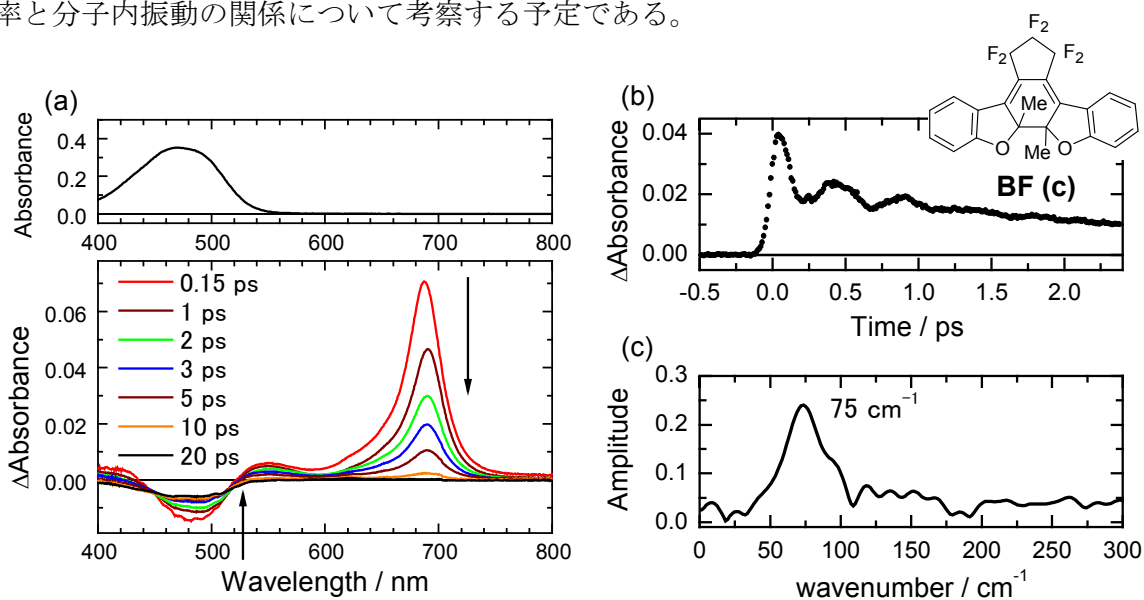 率と分子内振動の関係について考察する予定である。
(a)
Absorbance
0.4
0.2
0.0
400 500 600 700 800
ΔAbsorbance
0.06
0.04
0.02
0.00
0.15 ps
1 ps
2 ps
3 ps
5 ps
10 ps
20 ps
400 500 600 700 800
Wavelength / nm
(b)
F2
F2 F2
Me
O O
Me
BF (c)
ΔAbsorbance
0.04
0.02
0.00
-0.5 0.0 0.5 1.0 1.5 2.0
Time / ps
(c)
Amplitude
0.3
0.2
0.1
0.0
75 cm⁻¹
0 50 100 150 200 250 300
wavenumber / cm⁻¹